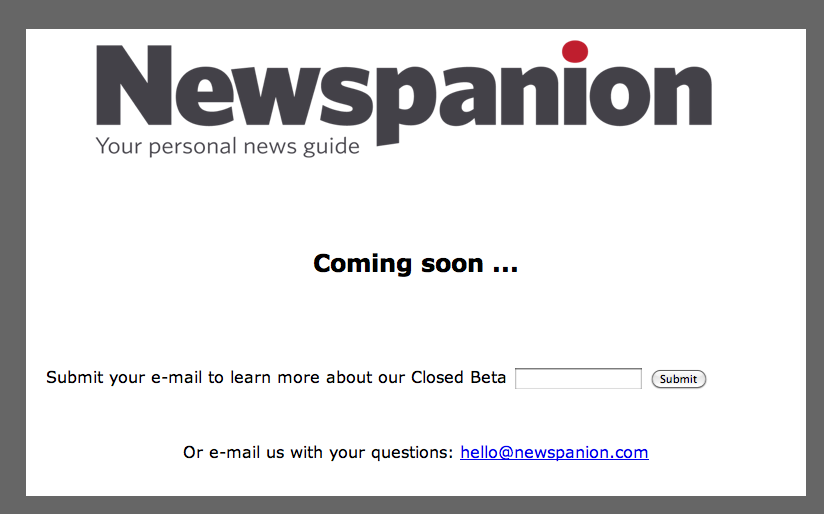 Newspanion
Your personal news guide
Coming soon ...
Submit your e-mail to learn more about our Closed Beta Submit
Or e-mail us with your questions: hello@newspanion.com